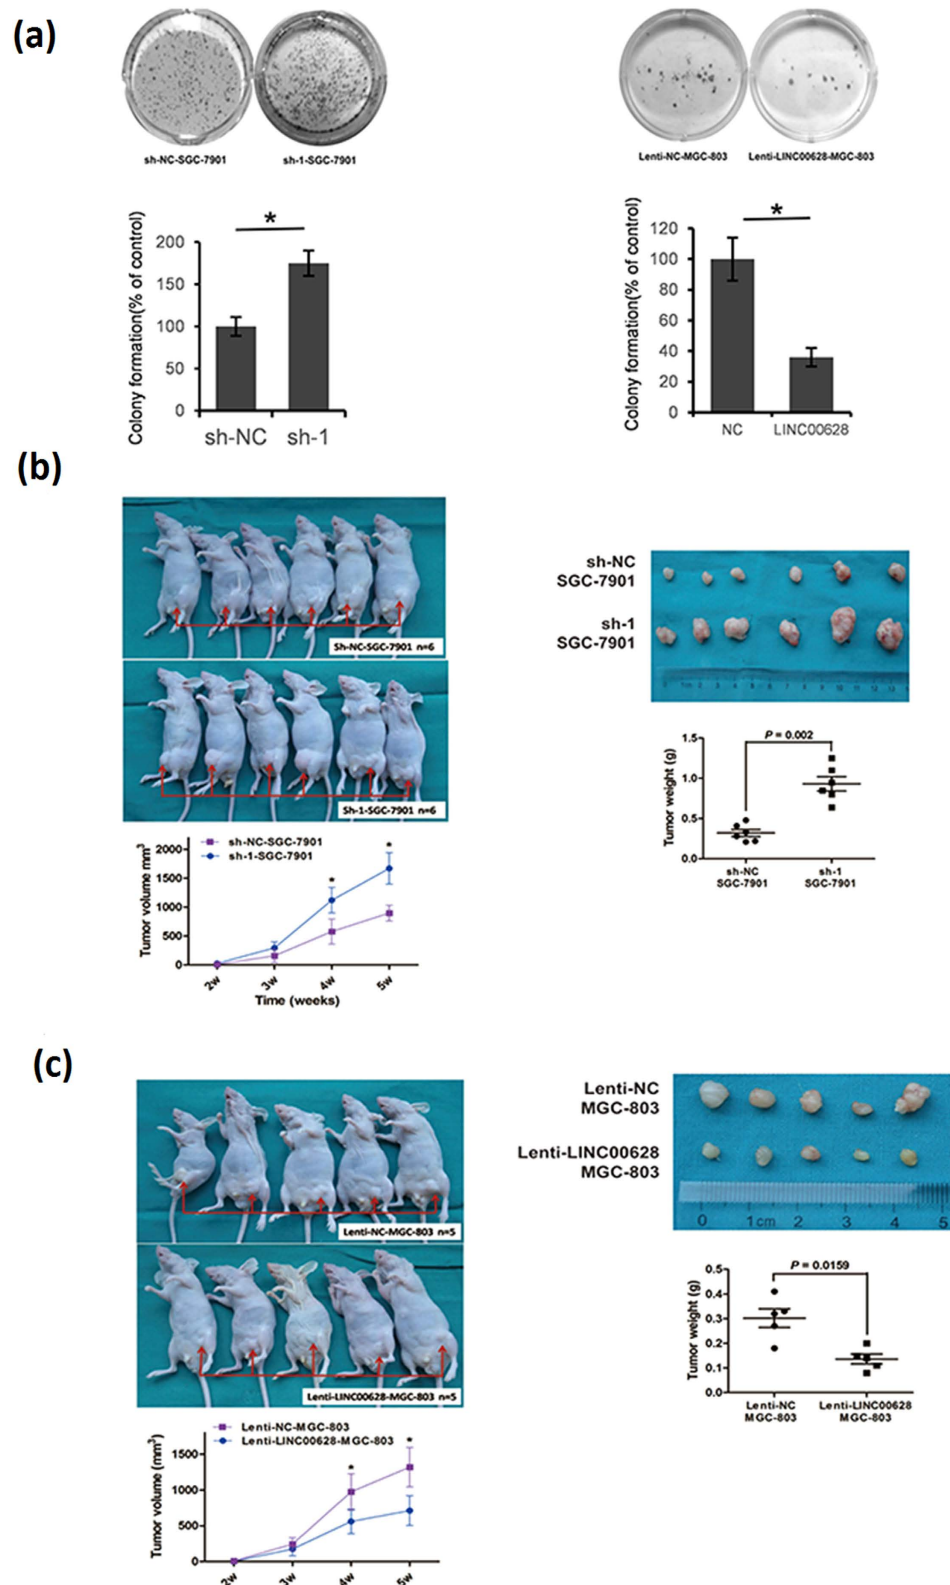 (a)
sh-NC-SGC-7901
sh-1-SGC-7901
Lenti-NC-MGC-803
Lenti-LINC00628-MGC-803
Colony formation(% of control)
200
150
100
50
0
*
sh-NC
sh-1
Colony formation(% of control)
120
100
80
60
40
20
0
*
NC
LINC00628
(b)
Sh-NC-SGC-7901 n=6
Sh-1-SGC-7901 n=6
sh-NC
SGC-7901
sh-1
SGC-7901
Tumor volume mm³
2000
1500
1000
500
0
sh-NC-SGC-7901
sh-1-SGC-7901
*
*
2w
3w
4w
5w
Time (weeks)
Tumor weight (g)
1.5
1.0
0.5
0.0
P = 0.002
sh-NC
SGC-7901
sh-1
SGC-7901
(c)
Lenti-NC-MGC-803 n=5
Lenti-LINC00628-MGC-803 n=5
Lenti-NC
MGC-803
Lenti-LINC00628
MGC-803
0 1cm 2 3 4 5
Tumor volume (mm³)
1500
1000
500
0
Lenti-NC-MGC-803
Lenti-LINC00628-MGC-803
*
*
2w
3w
4w
5w
Tumor weight (g)
0.5
0.4
0.3
0.2
0.1
0.0
P = 0.0159
Lenti-NC
MGC-803
Lenti-LINC00628
MGC-803